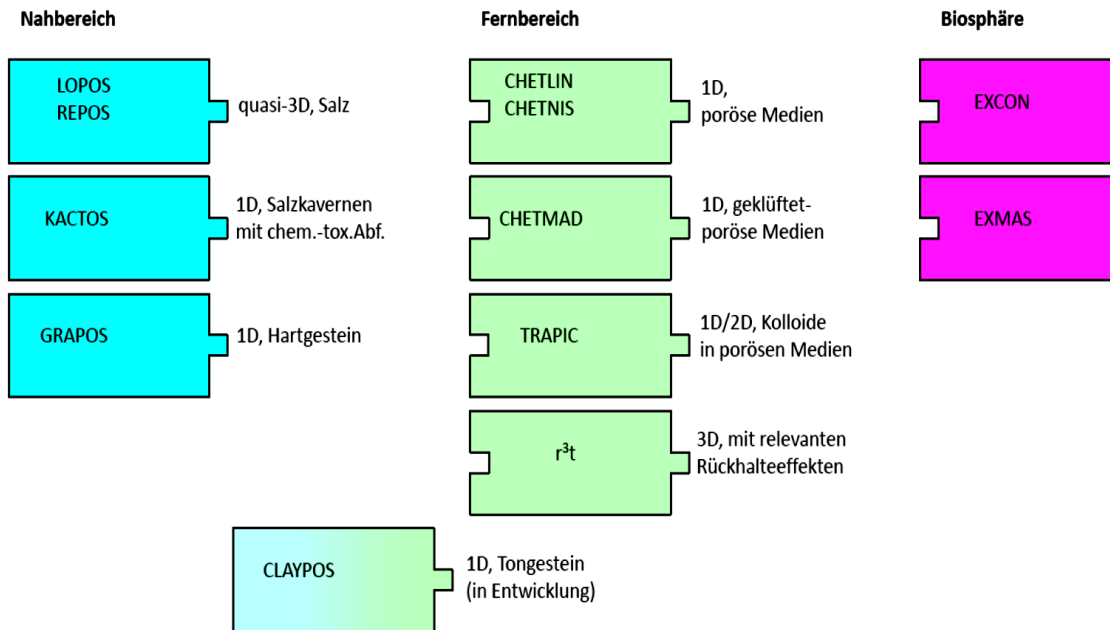 Nahbereich
Fernbereich
Biosphäre
LOPOS
REPOS
quasi-3D, Salz
CHETLIN
CHETNIS
1D,
poröse Medien
EXCON
KACTOS
1D, Salzkavernen
mit chem.-tox.Abf.
CHETMAD
1D, geklüftet-
poröse Medien
EXMAS
GRAPOS
1D, Hartgestein
TRAPIC
1D/2D, Kolloide
in porösen Medien
r³t
3D, mit relevanten
Rückhalteeffekten
CLAYPOS
1D, Tongestein
(in Entwicklung)